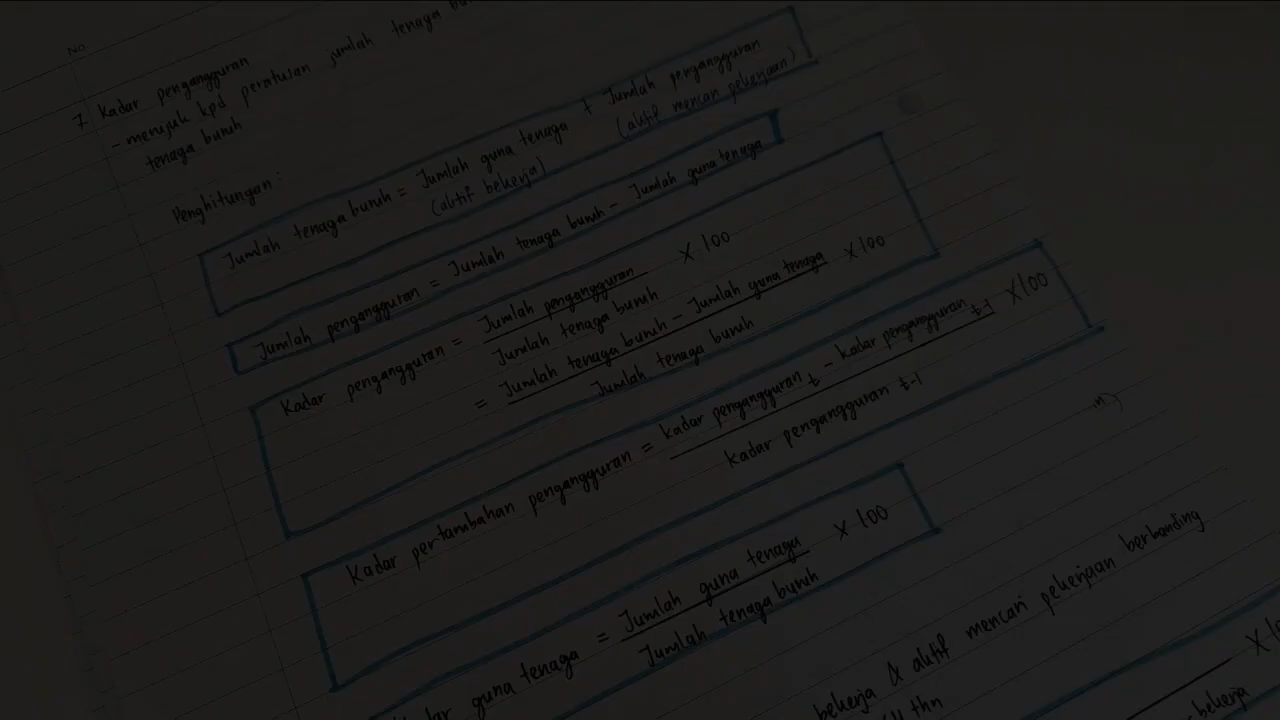 No.
7 Kadar pengangguran
- merujuk kpd peratusan jumlah tenaga
tenaga buruh
Penghitungan:
Jumlah tenaga buruh = Jumlah guna tenaga + Jumlah pengangguran
(aktif bekerja) (aktif mencari pekerjaan)
Jumlah pengangguran = Jumlah tenaga buruh - Jumlah guna tenaga
Kadar pengangguran = Jumlah pengangguran X 100
Jumlah tenaga buruh
= Jumlah tenaga buruh - Jumlah guna tenaga X 100
Jumlah tenaga buruh
Kadar pertambahan pengangguran = kadar pengangguran t - kadar pengangguran t-1 X 100
kadar pengangguran t-1
guna tenaga = Jumlah guna tenaga X 100
Jumlah tenaga buruh
bekerja & aktif mencari pekerjaan berbanding
thn
X
bekerja